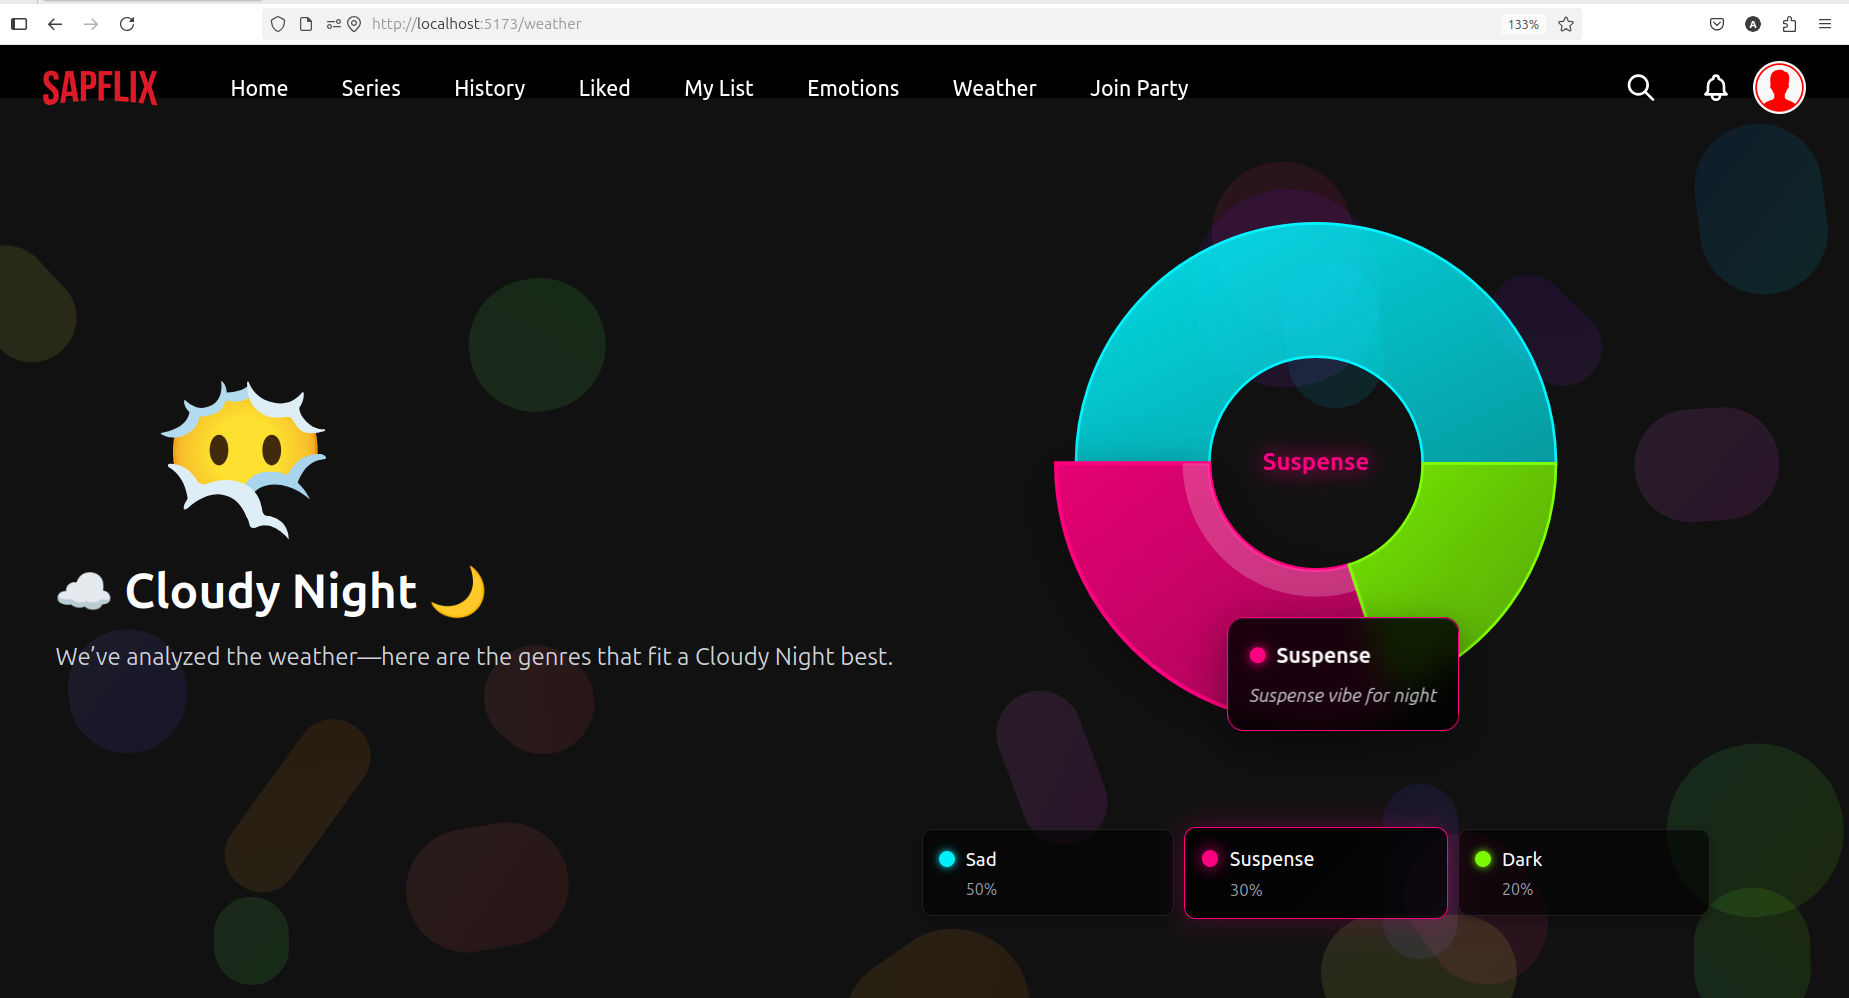 http://localhost:5173/weather
133%
A
SAPFLIX
Home
Series
History
Liked
My List
Emotions
Weather
Join Party
Suspense
☁️ Cloudy Night 🌙
We’ve analyzed the weather—here are the genres that fit a Cloudy Night best.
Suspense
Suspense vibe for night
Sad
50%
Suspense
30%
Dark
20%